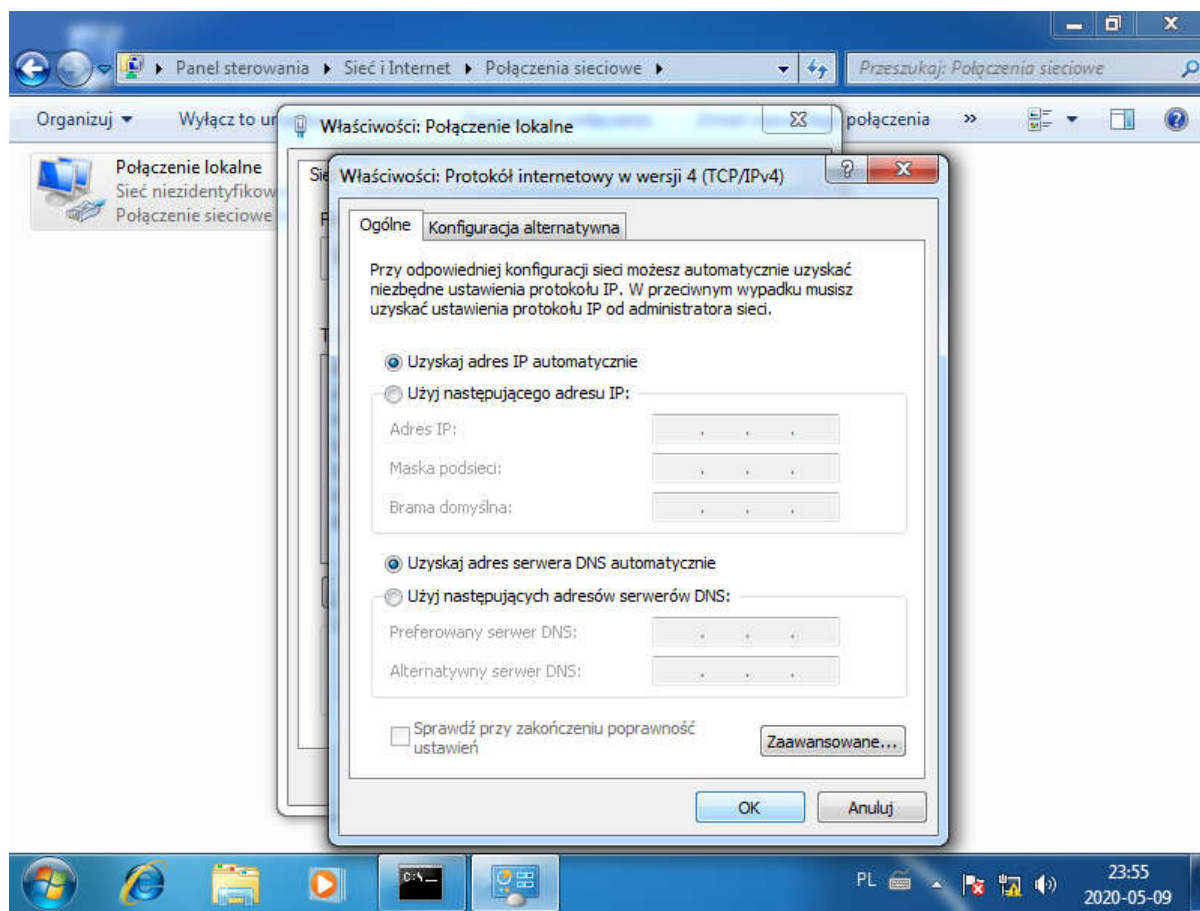 Panel sterowania
Sieć i Internet
Połączenia sieciowe
Przeszukaj: Połączenia sieciowe
Organizuj
Wyłącz to
połączenia
»
Właściwości: Połączenie lokalne
Połączenie lokalne
Sieć
Połączenie sieciowe
Właściwości: Protokół internetowy w wersji 4 (TCP/IPv4)
Ogólne
Konfiguracja alternatywna
Przy odpowiedniej konfiguracji sieci możesz automatycznie uzyskać
niezbędne ustawienia protokołu IP. W przeciwnym wypadku musisz
uzyskać ustawienia protokołu IP od administratora sieci.
Uzyskaj adres IP automatycznie
Użyj następującego adresu IP:
Adres IP:
Maska podsieci:
Brama domyślna:
Uzyskaj adres serwera DNS automatycznie
Użyj następujących adresów serwerów DNS:
Preferowany serwer DNS:
Alternatywny serwer DNS:
Sprawdź przy zakończeniu poprawność
ustawień
Zaawansowane...
OK
Anuluj
C:\
PL
23:55
2020-05-09